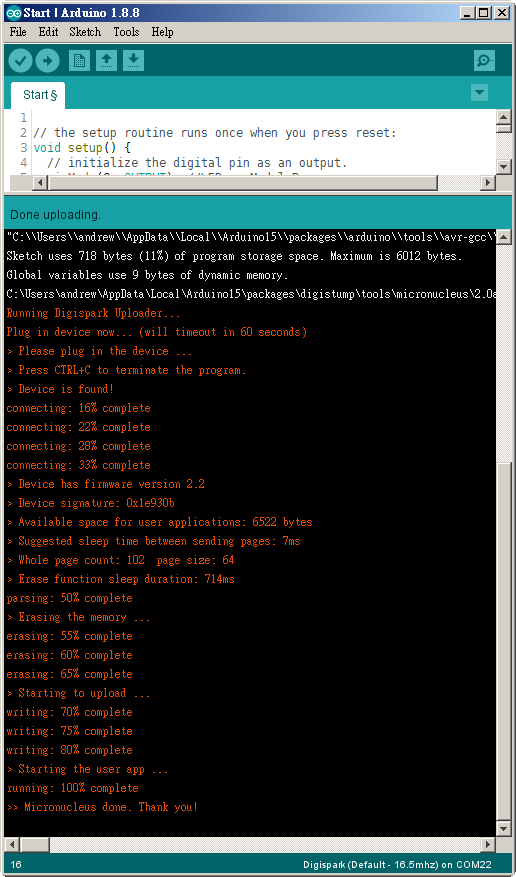 Start | Arduino 1.8.8
File Edit Sketch Tools Help
Start §
1
2 // the setup routine runs once when you press reset:
3 void setup() {
4 // initialize the digital pin as an output.
Done uploading.
"C:\\Users\\andrew\\AppData\\Local\\Arduino15\\packages\\arduino\\tools\\avr-gcc\\
Sketch uses 718 bytes (11%) of program storage space. Maximum is 6012 bytes.
Global variables use 9 bytes of dynamic memory.
C:\Users\andrew\AppData\Local\Arduino15\packages\digistump\tools\micronucleus\2.0a
Running Digispark Uploader...
Plug in device now... (will timeout in 60 seconds)
> Please plug in the device ...
> Press CTRL+C to terminate the program.
> Device is found!
connecting: 16% complete
connecting: 22% complete
connecting: 28% complete
connecting: 33% complete
> Device has firmware version 2.2
> Device signature: 0x1e930b
> Available space for user applications: 6522 bytes
> Suggested sleep time between sending pages: 7ms
> Whole page count: 102  page size: 64
> Erase function sleep duration: 714ms
parsing: 50% complete
> Erasing the memory ...
erasing: 55% complete
erasing: 60% complete
erasing: 65% complete
> Starting to upload ...
writing: 70% complete
writing: 75% complete
writing: 80% complete
> Starting the user app ...
running: 100% complete
>> Micronucleus done. Thank you!
16 Digispark (Default - 16.5mhz) on COM22